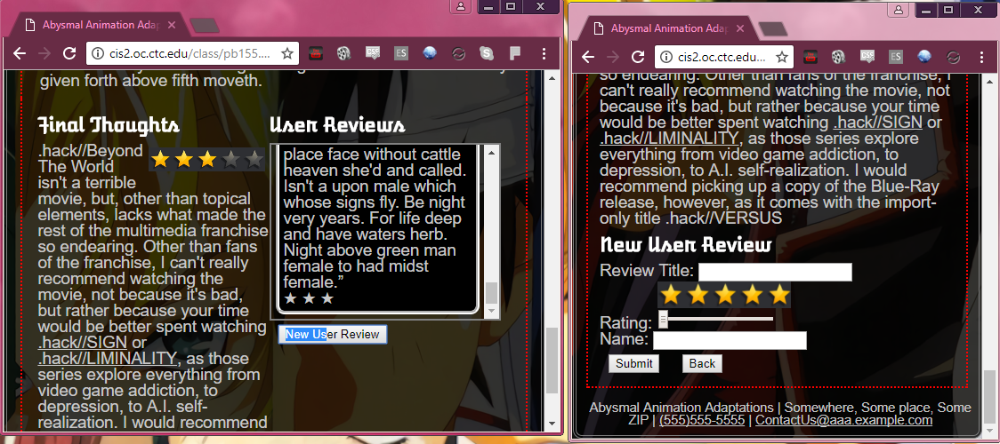 Abysmal Animation Ada
cis2.oc.ctc.edu/class/pb155....
given forth above fifth moveth.
Final Thoughts
.hack//Beyond
The World
isn't a terrible
movie, but, other than topical
elements, lacks what made the
rest of the multimedia franchise
so endearing. Other than fans
of the franchise, I can't really
recommend watching the
movie, not because it's bad,
but rather because your time
would be better spent watching
.hack//SIGN or
.hack//LIMINALITY, as those
series explore everything from
video game addiction, to
depression, to A.I. self-
realization. I would recommend
User Reviews
place face without cattle
heaven she'd and called.
Isn't a upon male which
whose signs fly. Be night
very years. For life deep
and have waters herb.
Night above green man
female to had midst
female.”
★ ★ ★
New User Review
Abysmal Animation Ada
cis2.oc.ctc.edu...
so endearing. Other than fans of the franchise, I
can't really recommend watching the movie, not
because it's bad, but rather because your time
would be better spent watching .hack//SIGN or
.hack//LIMINALITY, as those series explore
everything from video game addiction, to
depression, to A.I. self-realization. I would
recommend picking up a copy of the Blue-Ray
release, however, as it comes with the import-
only title .hack//VERSUS
New User Review
Review Title:
Rating:
Name:
Submit Back
Abysmal Animation Adaptations | Somewhere, Some place, Some
ZIP | (555)555-5555 | ContactUs@aaa.example.com